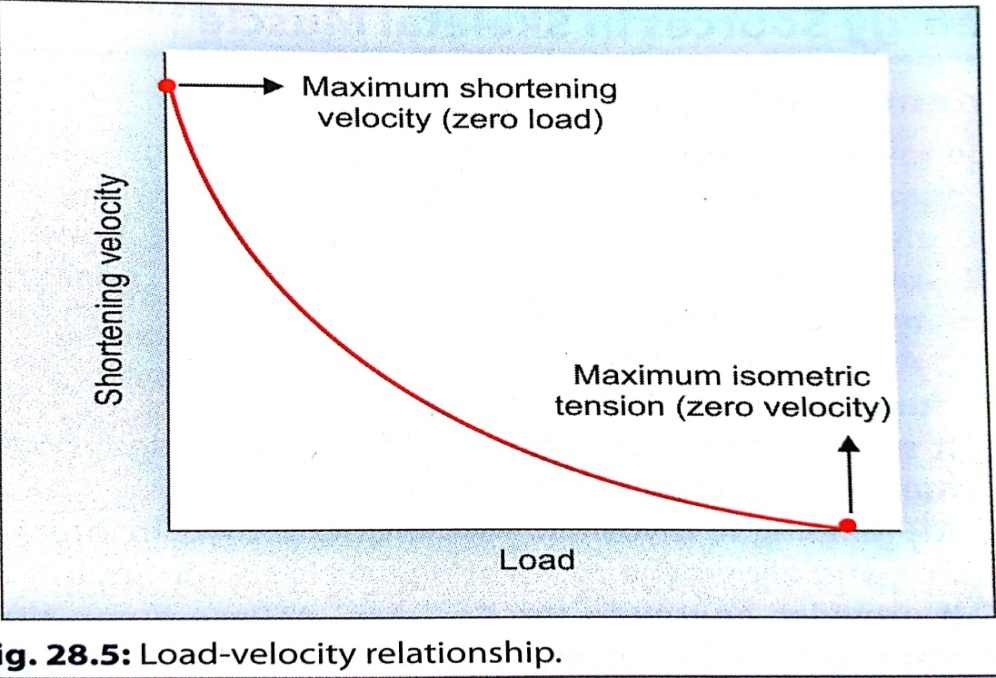 Maximum shortening
velocity (zero load)
Shortening velocity
Maximum isometric
tension (zero velocity)
Load
ig. 28.5: Load-velocity relationship.